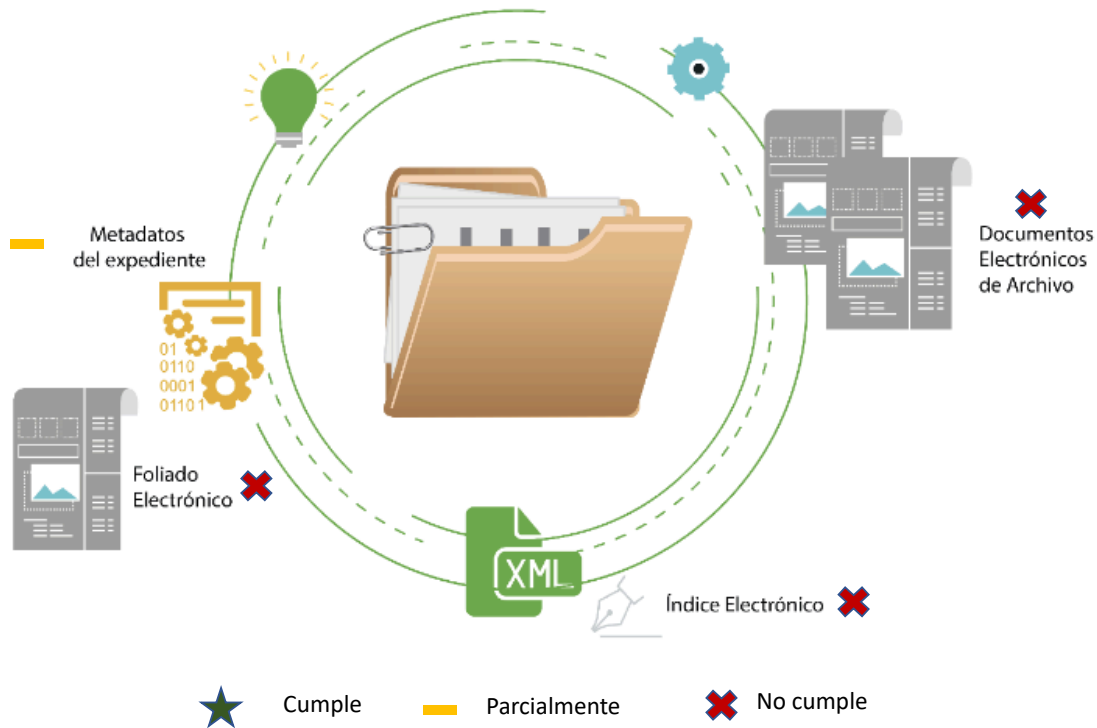 Metadatos
del expediente
01
0110
0001
0110 1
Documentos
Electrónicos
de Archivo
Foliado
Electrónico
XML
Índice Electrónico
Cumple
Parcialmente
No cumple